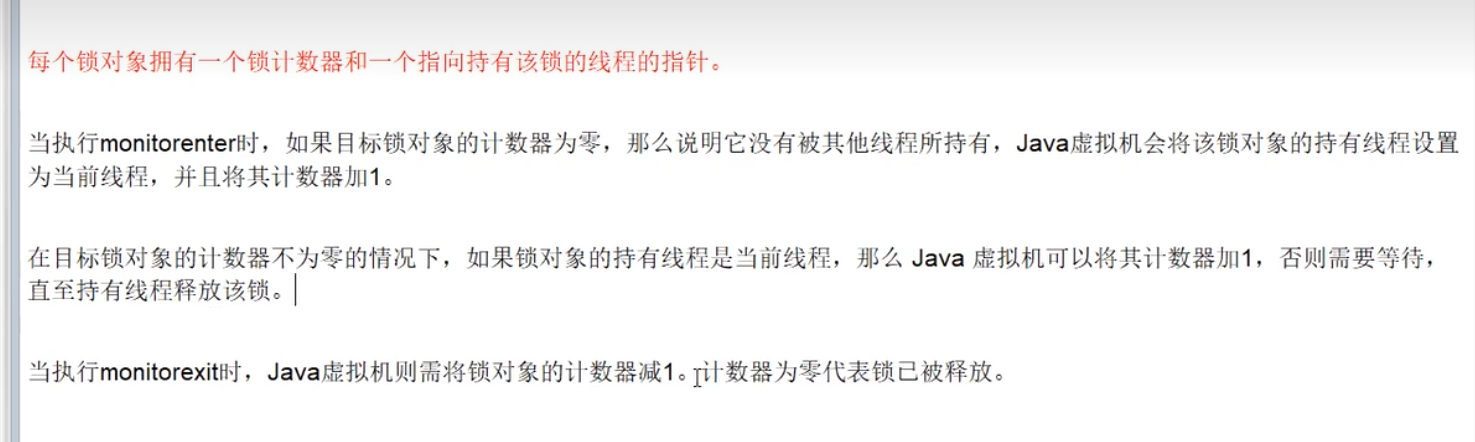 每个锁对象拥有一个锁计数器和一个指向持有该锁的线程的指针。
当执行monitorenter时，如果目标锁对象的计数器为零，那么说明它没有被其他线程所持有，Java虚拟机会将该锁对象的持有线程设置
为当前线程，并且将其计数器加1。
在目标锁对象的计数器不为零的情况下，如果锁对象的持有线程是当前线程，那么 Java 虚拟机可以将其计数器加1，否则需要等待，
直至持有线程释放该锁。
当执行monitorexit时，Java虚拟机则需将锁对象的计数器减1。计数器为零代表锁已被释放。